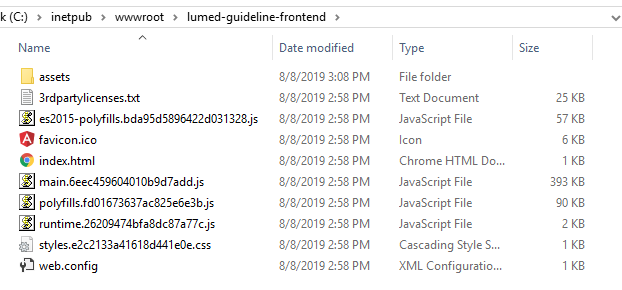 k (C:) > inetpub > wwwroot > lumed-guideline-frontend >
Name Date modified Type Size
assets 8/8/2019 3:08 PM File folder
3rdpartylicenses.txt 8/8/2019 2:58 PM Text Document 25 KB
es2015-polyfills.bda95d5896422d031328.js 8/8/2019 2:58 PM JavaScript File 57 KB
favicon.ico 8/8/2019 2:58 PM Icon 6 KB
index.html 8/8/2019 2:58 PM Chrome HTML Do... 1 KB
main.6eec459604010b9d7add.js 8/8/2019 2:58 PM JavaScript File 393 KB
polyfills.fd01673637ac825e6e3b.js 8/8/2019 2:58 PM JavaScript File 90 KB
runtime.26209474bfa8dc87a77c.js 8/8/2019 2:58 PM JavaScript File 2 KB
styles.e2c2133a41618d441e0e.css 8/8/2019 2:58 PM Cascading Style S... 1 KB
web.config 8/8/2019 2:58 PM XML Configuratio... 1 KB